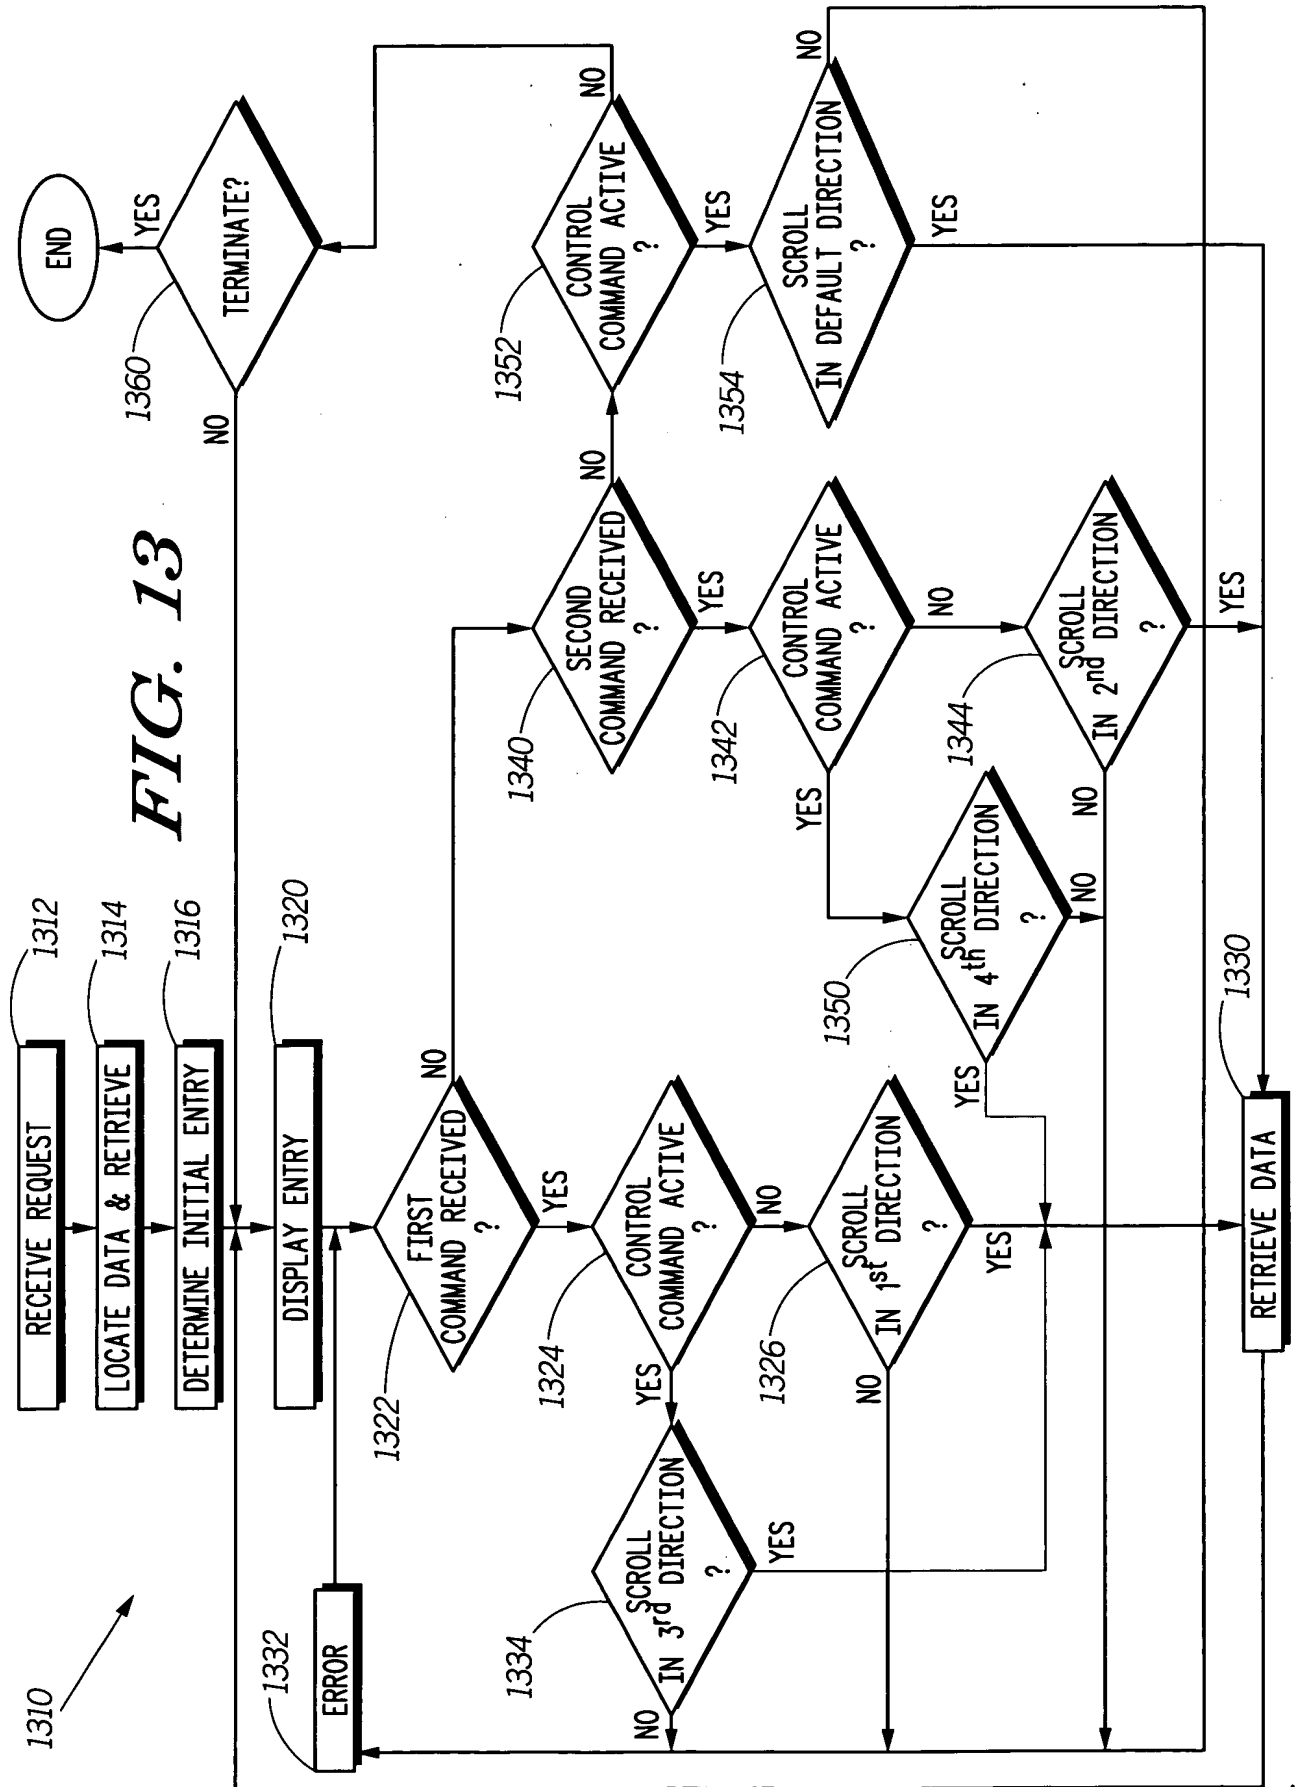 FIG. 13
1310
RECEIVE REQUEST
1312
LOCATE DATA & RETRIEVE
1314
DETERMINE INITIAL ENTRY
1316
DISPLAY ENTRY
1320
ERROR
1332
FIRST
COMMAND RECEIVED
?
1322
NO
YES
CONTROL
COMMAND ACTIVE
?
1324
YES
NO
SCROLL
IN 3rd DIRECTION
?
1334
NO
YES
SCROLL
IN 1st DIRECTION
?
1326
NO
YES
SECOND
COMMAND RECEIVED
?
1340
NO
YES
CONTROL
COMMAND ACTIVE
?
1342
YES
NO
SCROLL
IN 4th DIRECTION
?
1350
YES
NO
SCROLL
IN 2nd DIRECTION
?
1344
NO
YES
CONTROL
COMMAND ACTIVE
?
1352
NO
YES
SCROLL
IN DEFAULT DIRECTION
?
1354
NO
YES
TERMINATE?
1360
NO
YES
END
RETRIEVE DATA
1330